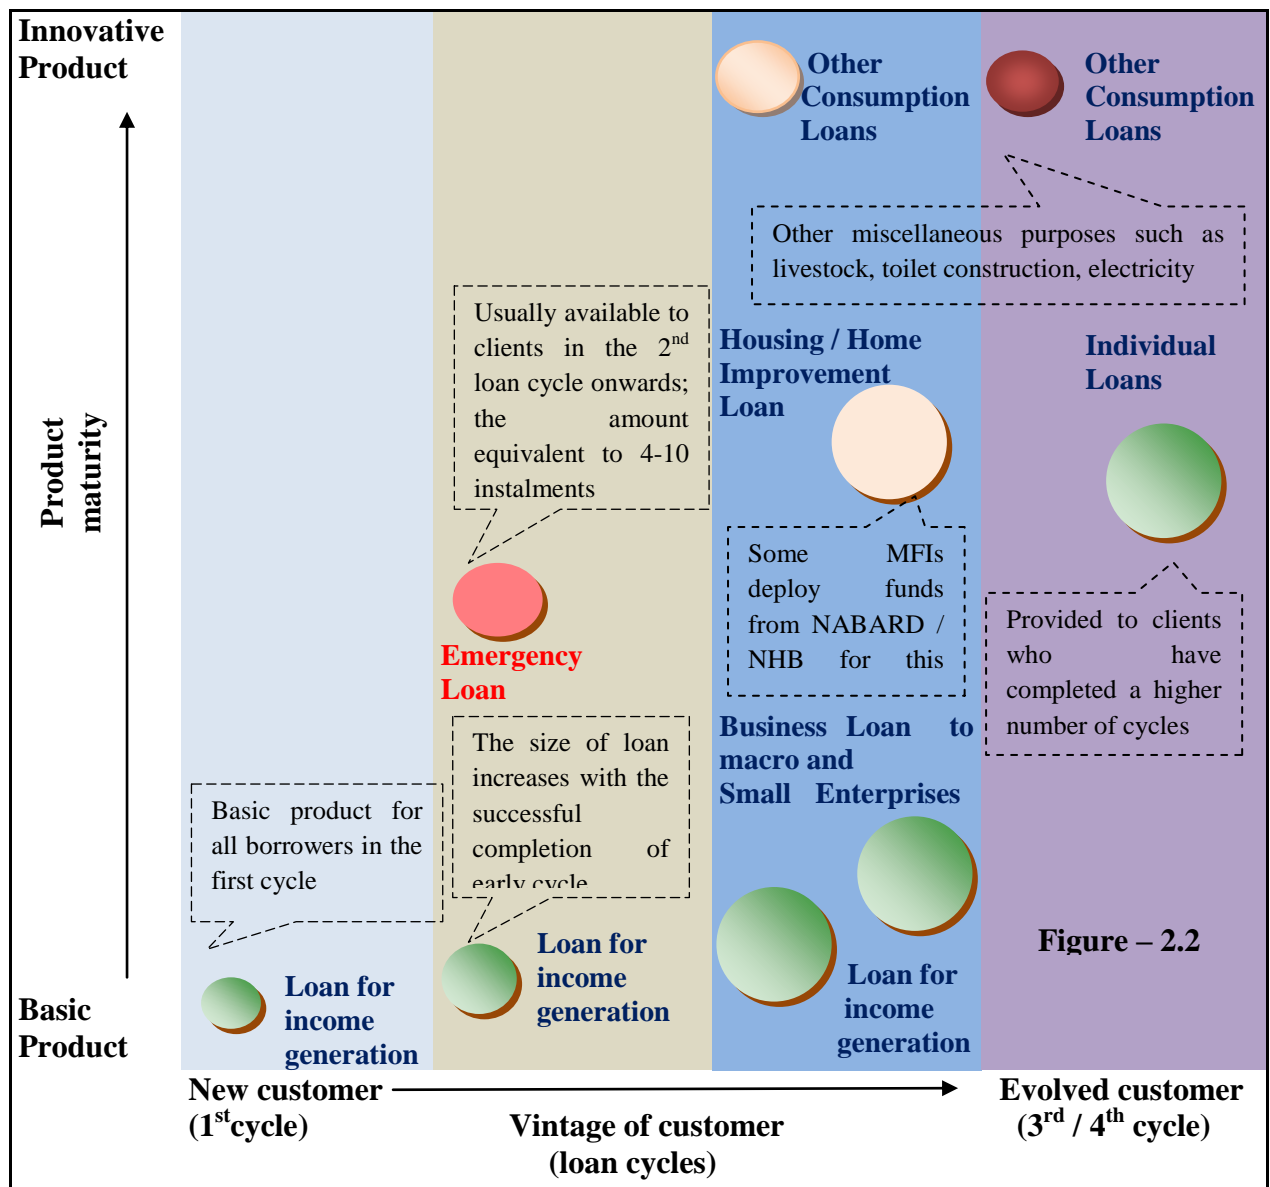 Innovative
Product
Other
Consumption
Loans
Other
Consumption
Loans
Other miscellaneous purposes such as
livestock, toilet construction, electricity
Usually available to
clients in the 2nd
loan cycle onwards;
the amount
equivalent to 4-10
instalments
Housing / Home
Improvement
Loan
Individual
Loans
Product
maturity
Some MFIs
deploy funds
from NABARD /
NHB for this
Provided to clients
who have
completed a higher
number of cycles
Emergency
Loan
The size of loan
increases with the
successful
completion of
early cycle
Business Loan to
macro and
Small Enterprises
Basic product for
all borrowers in the
first cycle
Loan for
income
generation
Loan for
income
generation
Loan for
income
generation
Figure – 2.2
Basic
Product
New customer
(1st cycle)
Vintage of customer
(loan cycles)
Evolved customer
(3rd / 4th cycle)